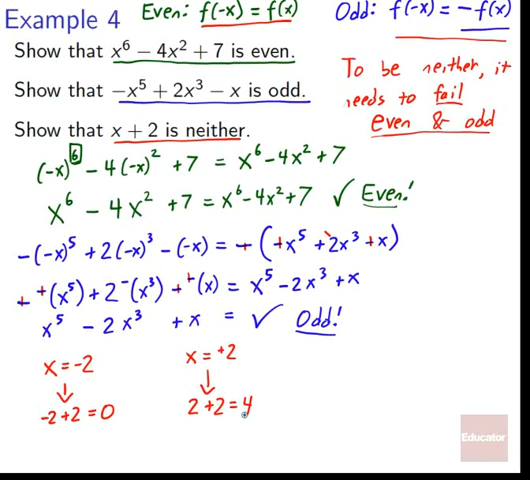 Example 4 Even: f(-x) = f(x) Odd: f(-x) = -f(x)
Show that x⁶ − 4x² + 7 is even.
Show that −x⁵ + 2x³ − x is odd.
Show that x + 2 is neither.
To be neither, it
needs to fail
even & odd
(-x)⁶ - 4(-x)² + 7 = x⁶ - 4x² + 7
x⁶ - 4x² + 7 = x⁶ - 4x² + 7 ✓ Even!
-(-x)⁵ + 2(-x)³ - (-x) = -(+x⁵ + 2x³ + x)
++(x⁵) + 2-(x³) ++(x) = x⁵ - 2x³ + x
x⁵ - 2x³ + x = ✓ Odd!
x = -2 x = +2
↓ ↓
-2+2=0 2+2=4
Educator